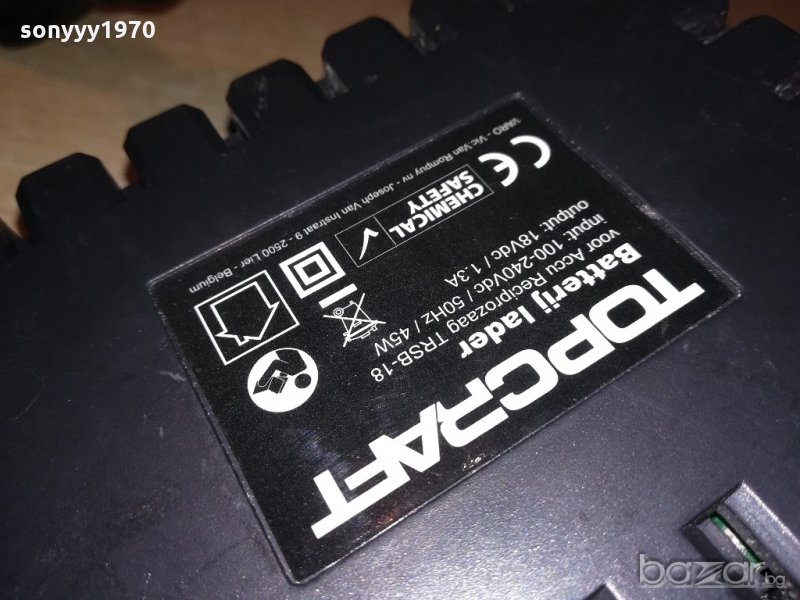 sonyyy1970
TOPCRAFT
Batterij lader
voor Accu Reciprozaag TRSB-18
input: 100-240Vdc / 50Hz / 45W
output: 18Vdc / 1.3A
CHEMICAL
SAFETY
CE
VARO - Vic. Van Rompuy nv - Joseph Van Instraat 9 - 2500 Lier - Belgium
bazar.bg